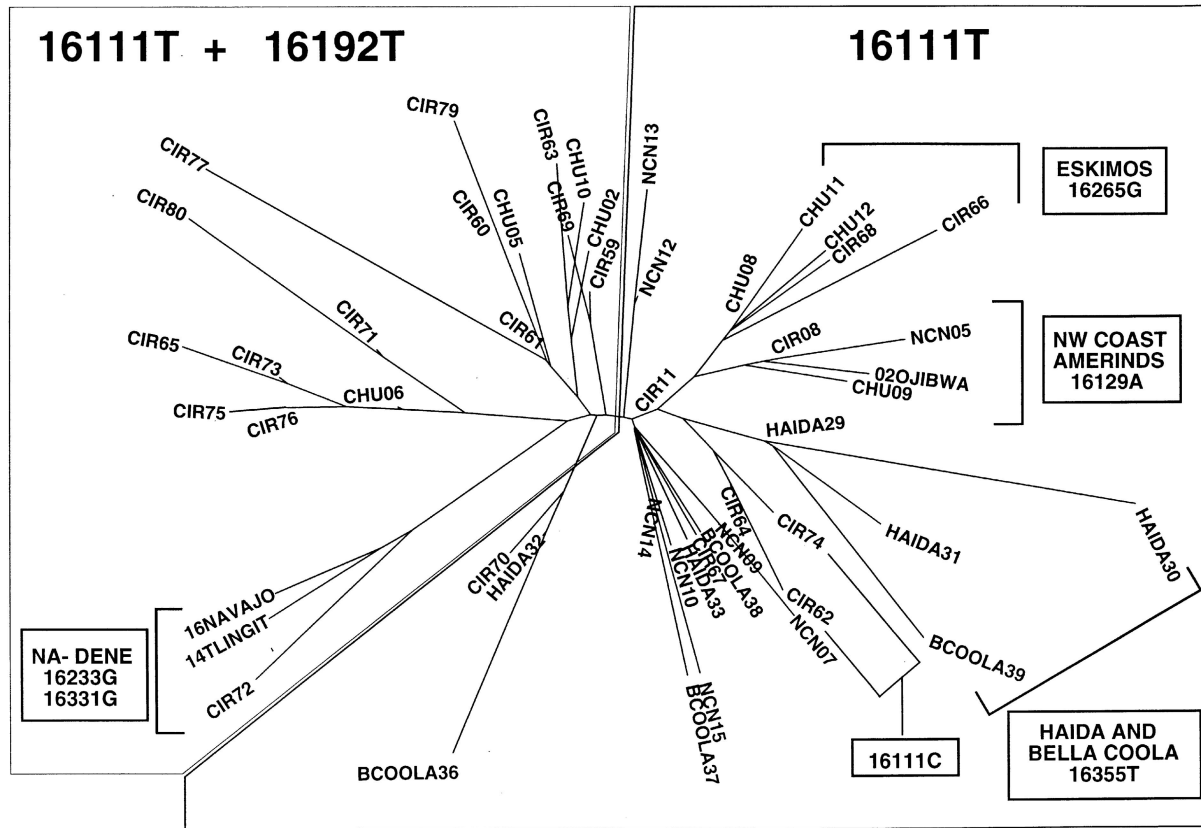 16111T + 16192T
16111T
CIR79
CIR63
CHU10
NCN13
CIR77
CHU11
ESKIMOS
16265G
CIR80
CIR60
CHU05
CIR69
CHU02
CIR59
NCN12
CHU12
CIR68
CIR66
CHU08
CIR71
CIR61
CIR08
NCN05
NW COAST
AMERINDS
16129A
CIR65
CIR73
02OJIBWA
CHU09
CIR11
CHU06
CIR75
CIR76
HAIDA29
CIR64
CIR74
HAIDA31
HAIDA30
NCN14
NCN10
HAIDA33
CIR67
BCOOLA38
NCN09
CIR70
HAIDA32
16NAVAJO
14TLINGIT
CIR62
NCN07
BCOOLA39
NA- DENE
16233G
16331G
CIR72
NCN15
BCOOLA37
BCOOLA36
16111C
HAIDA AND
BELLA COOLA
16355T